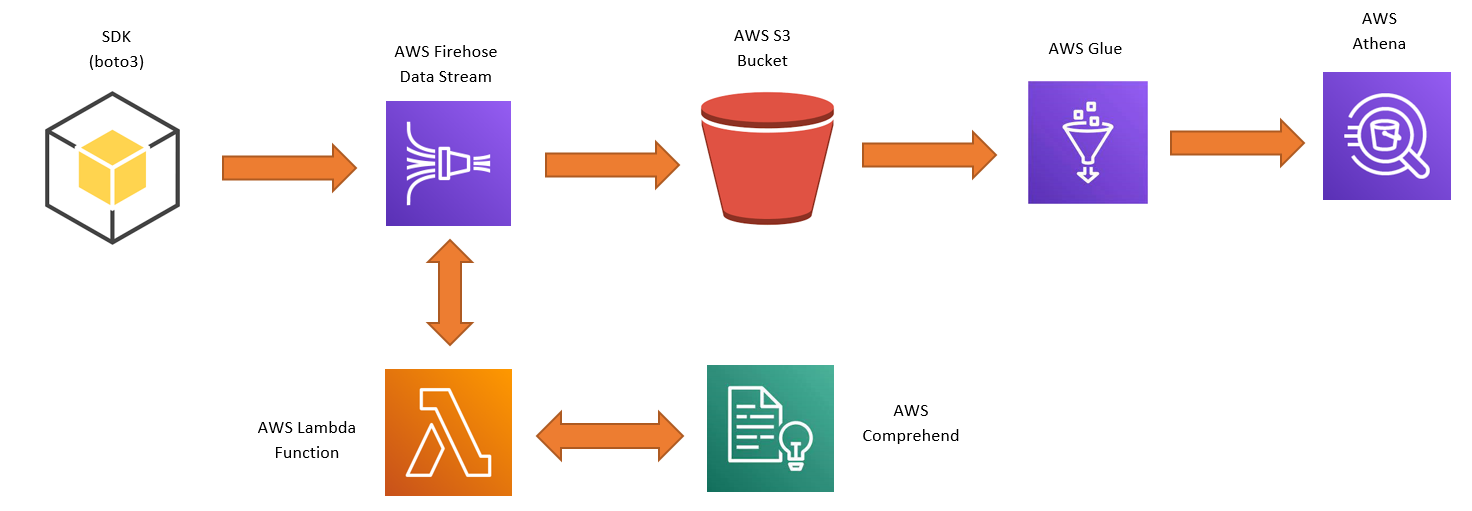 SDK
(boto3)
AWS Firehose
Data Stream
AWS S3
Bucket
AWS Glue
AWS
Athena
AWS Lambda
Function
AWS
Comprehend